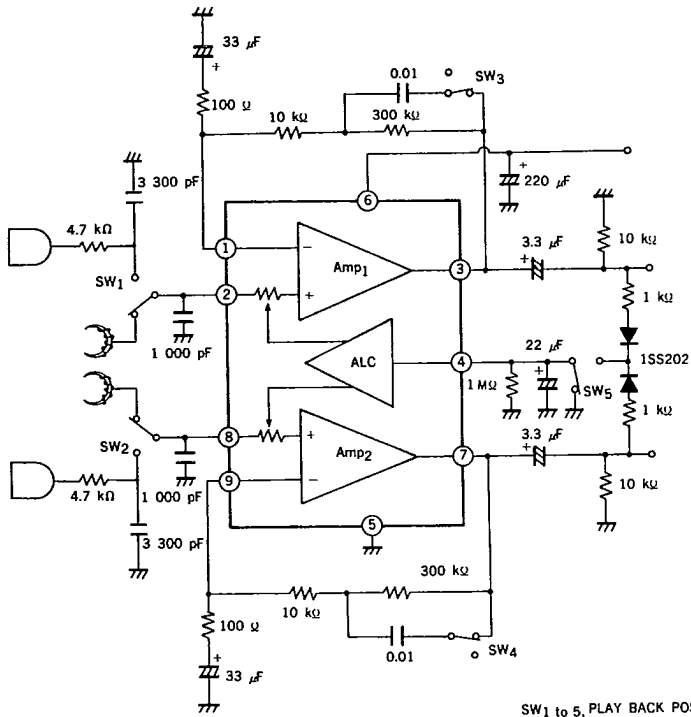 33 μF
+
100 Ω
10 kΩ
0.01
SW3
300 kΩ
3 300 pF
4.7 kΩ
SW1
1 000 pF
6
+
220 μF
1
−
Amp1
3
3.3 μF
+
10 kΩ
2
+
1 kΩ
ALC
4
22 μF
+
1 MΩ
SW5
1SS202
SW2
8
+
Amp2
7
3.3 μF
+
1 kΩ
4.7 kΩ
1 000 pF
9
−
10 kΩ
3 300 pF
5
300 kΩ
10 kΩ
100 Ω
+
0.01
SW4
33 μF
SW1 to 5, PLAY BACK POS